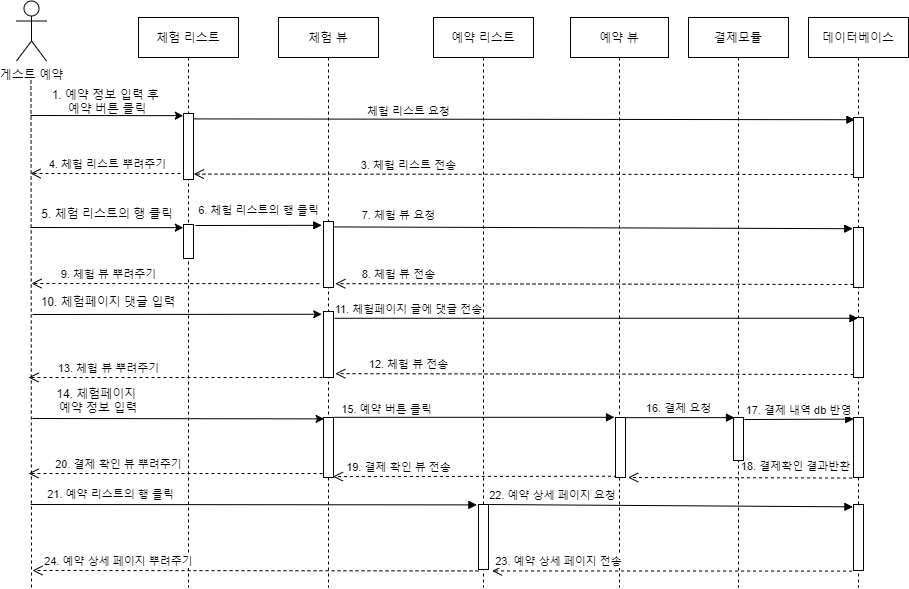 체험 리스트
체험 뷰
예약 리스트
예약 뷰
결제모듈
데이터베이스
게스트 예약
1. 예약 정보 입력 후
예약 버튼 클릭
체험 리스트 요청
4. 체험 리스트 뿌려주기
3. 체험 리스트 전송
5. 체험 리스트의 행 클릭
6. 체험 리스트의 행 클릭
7. 체험 뷰 요청
9. 체험 뷰 뿌려주기
8. 체험 뷰 전송
10. 체험페이지 댓글 입력
11. 체험페이지 글에 댓글 전송
13. 체험 뷰 뿌려주기
12. 체험 뷰 전송
14. 체험페이지
예약 정보 입력
15. 예약 버튼 클릭
16. 결제 요청
17. 결제 내역 db 반영
20. 결제 확인 뷰 뿌려주기
19. 결제 확인 뷰 전송
18. 결제확인 결과반환
21. 예약 리스트의 행 클릭
22. 예약 상세 페이지 요청
24. 예약 상세 페이지 뿌려주기
23. 예약 상세 페이지 전송